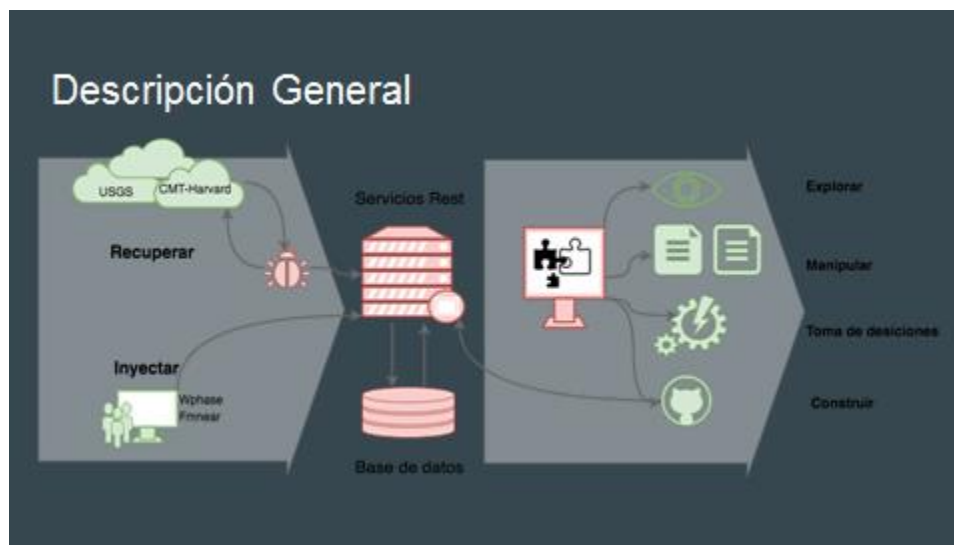 Descripción General
USGS
CMT-Harvard
Recuperar
Inyectar
Wphase
Fmnear
Servicios Rest
Base de datos
Explorar
Manipular
Toma de desiciones
Construir